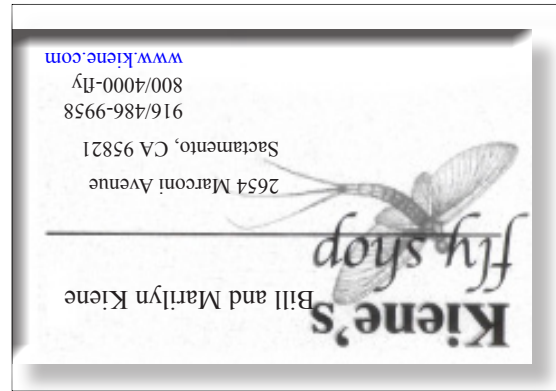 Kiene's
fly shop
Bill and Marilyn Kiene
2654 Marconi Avenue
Sactamento, CA 95821
916/486-9958
800/4000-fly
www.kiene.com